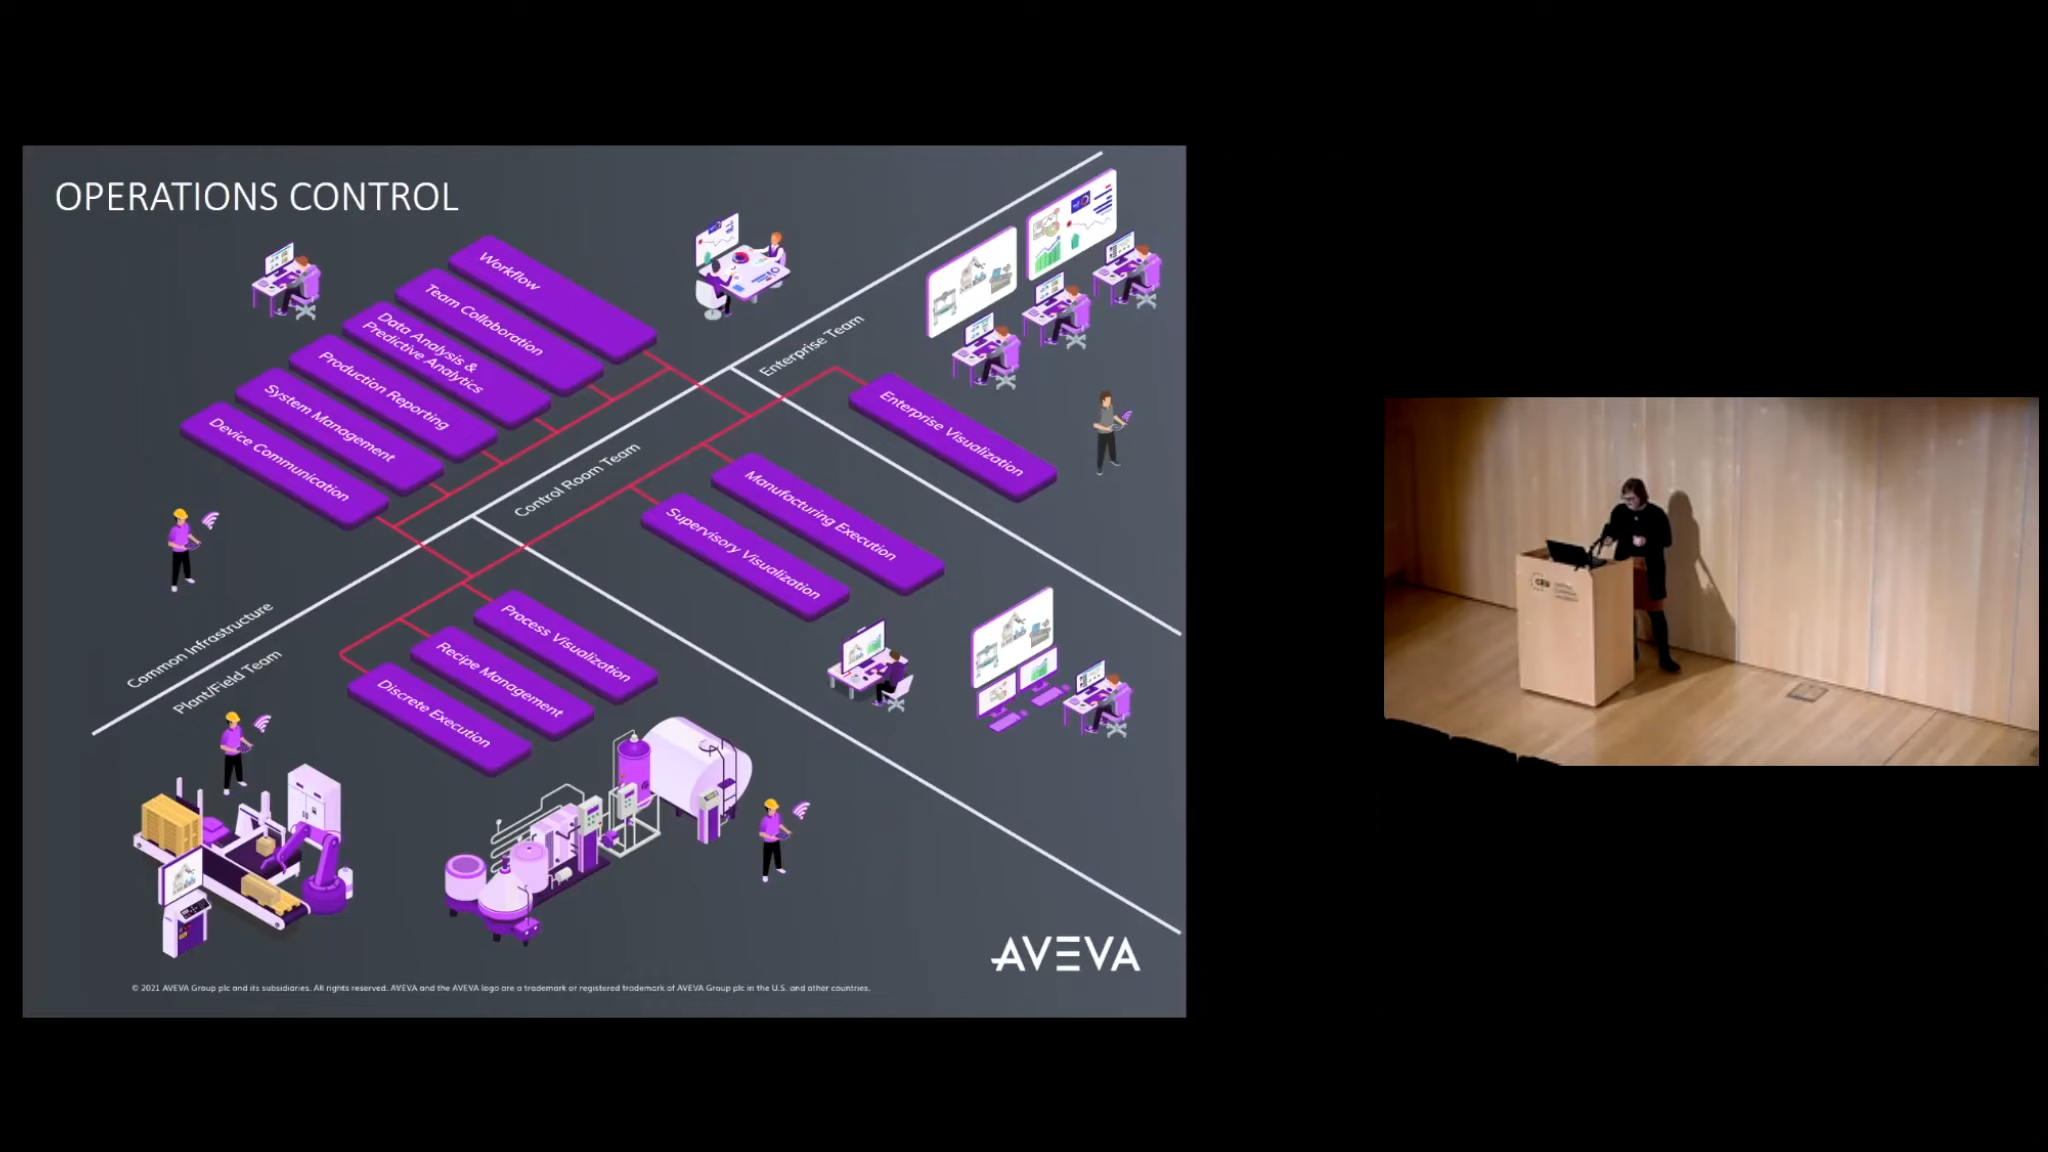 OPERATIONS CONTROL
Workflow
Team Collaboration
Data Analysis &
Predictive Analytics
Production Reporting
System Management
Device Communication
Enterprise Team
Enterprise Visualization
Control Room Team
Manufacturing Execution
Supervisory Visualization
Common Infrastructure
Plant/Field Team
Process Visualization
Recipe Management
Discrete Execution
AVEVA
© 2021 AVEVA Group plc and its subsidiaries. All rights reserved. AVEVA and the AVEVA logo are a trademark or registered trademark of AVEVA Group plc in the U.S. and other countries.
CEU